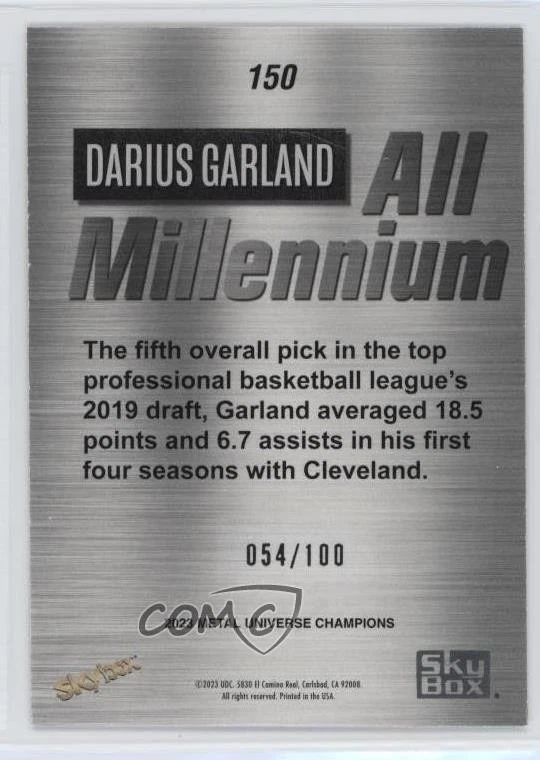 150
DARIUS GARLAND
All
Millennium
The fifth overall pick in the top
professional basketball league's
2019 draft, Garland averaged 18.5
points and 6.7 assists in his first
four seasons with Cleveland.
054/100
COMC
2023 METAL UNIVERSE CHAMPIONS
Skybox
©2023 UDC. 5830 El Camino Real, Carlsbad, CA 92008.
All rights reserved. Printed in the USA.
Sky
Box